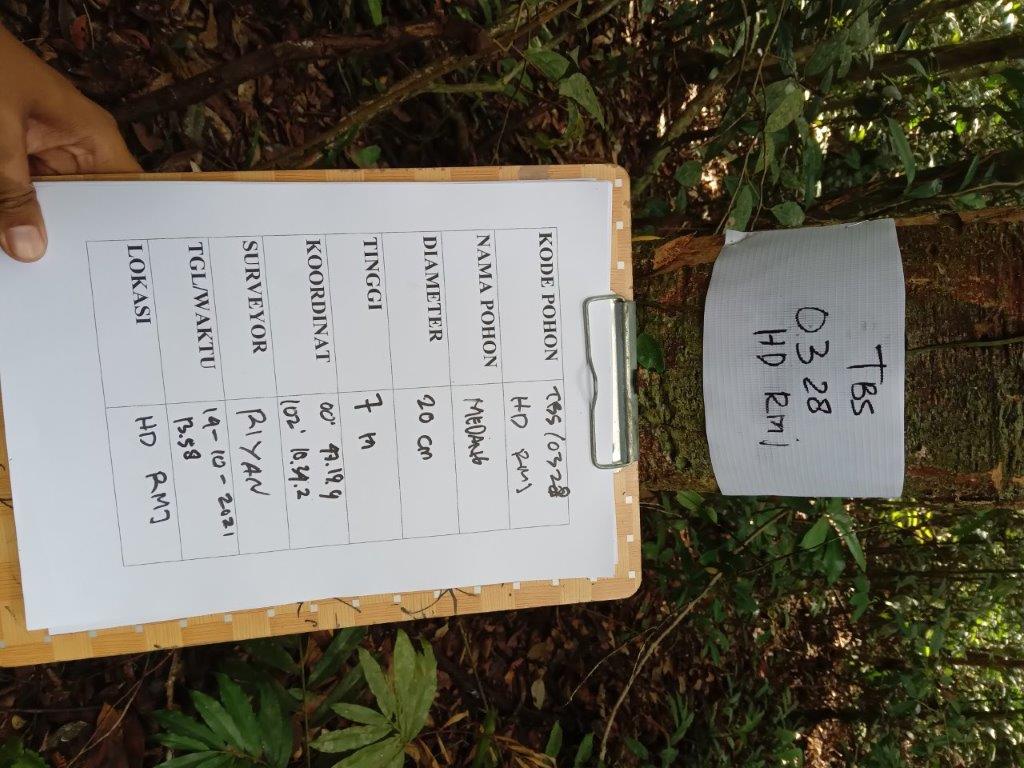 TBS
0328
HD RMJ
KODE POHON TBS/0328
HD RMJ
NAMA POHON MEDANG
DIAMETER 20 cm
TINGGI 7 m
KOORDINAT 00° 47.19.9
102° 10.39.2
SURVEYOR RIYAN
TGL/WAKTU 19-10-2021
13.58
LOKASI HD RMJ